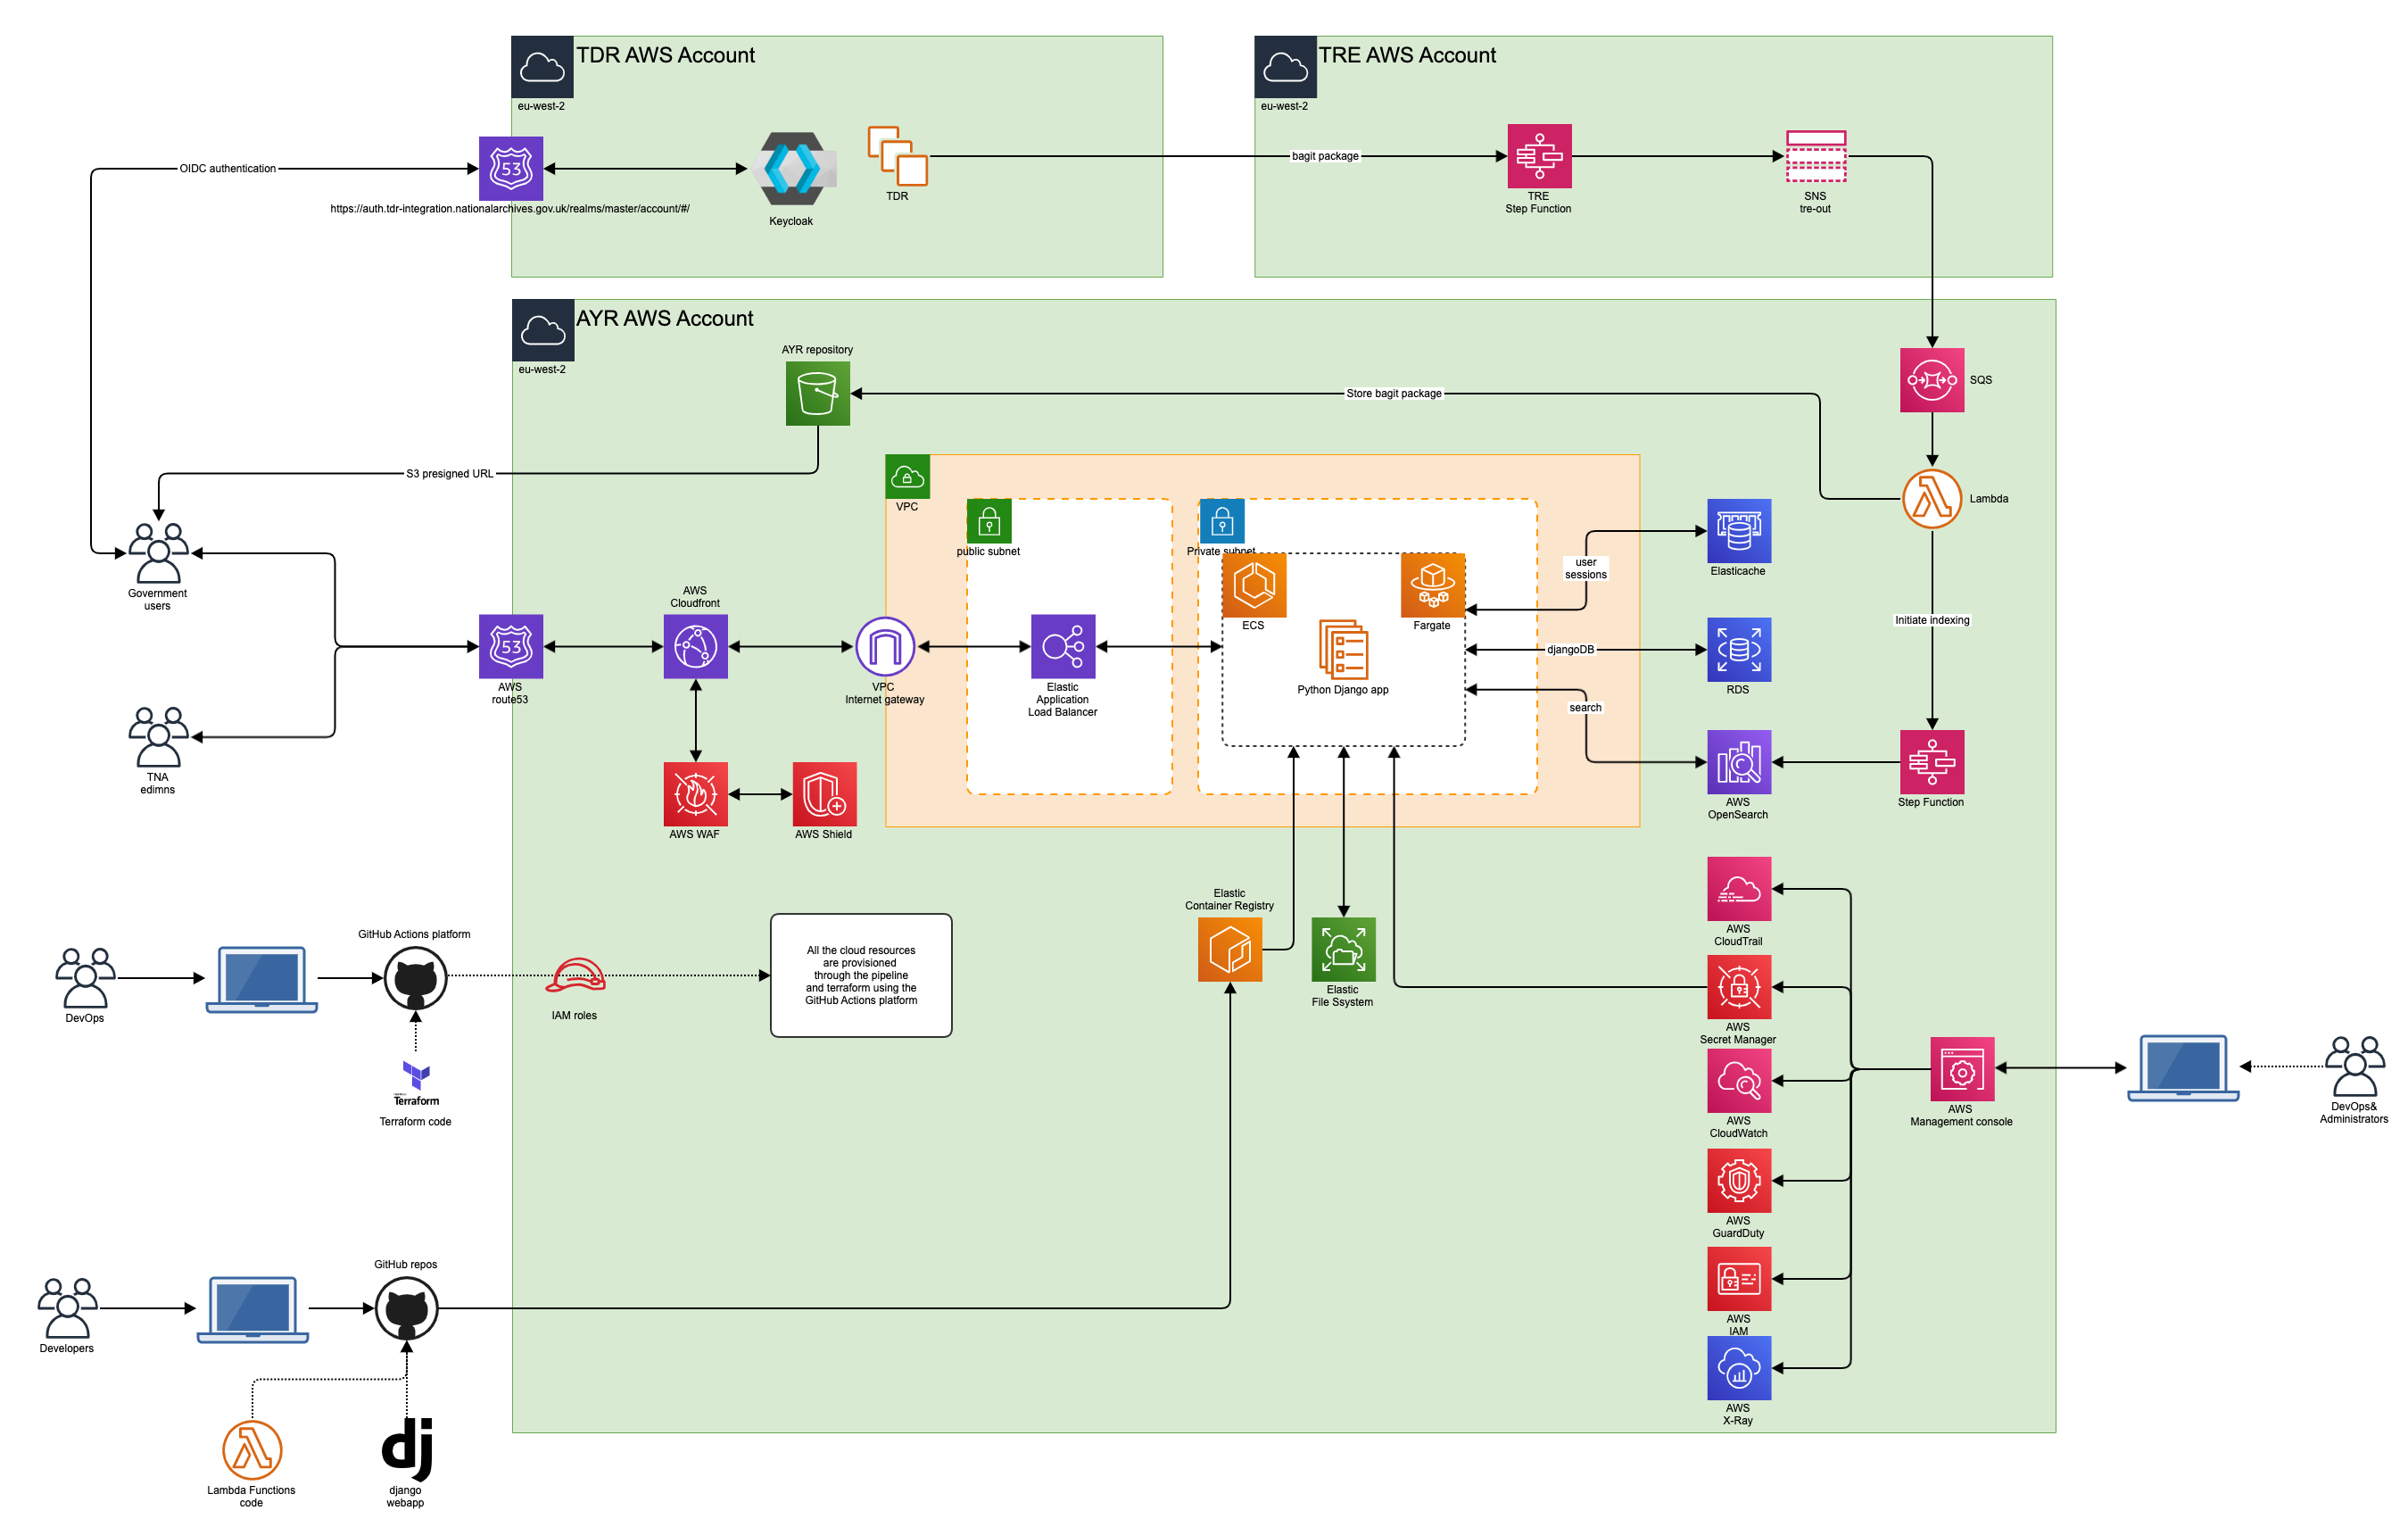 TDR AWS Account
eu-west-2
TRE AWS Account
eu-west-2
OIDC authentication
53
https://auth.tdr-integration.nationalarchives.gov.uk/realms/master/account/#/
Keycloak
TDR
bagit package
TRE
Step Function
SNS
tre-out
AYR AWS Account
eu-west-2
AYR repository
Store bagit package
SQS
S3 presigned URL
VPC
Lambda
public subnet
Private subnet
Government
users
AWS
Cloudfront
ECS
Fargate
user
sessions
Elasticache
Initiate indexing
53
AWS
route53
VPC
Internet gateway
Elastic
Application
Load Balancer
Python Django app
djangoDB
RDS
search
TNA
edimns
AWS WAF
AWS Shield
AWS
OpenSearch
Step Function
Elastic
Container Registry
AWS
CloudTrail
GitHub Actions platform
All the cloud resources
are provisioned
through the pipeline
and terraform using the
GitHub Actions platform
DevOps
IAM roles
Elastic
File Ssystem
AWS
Secret Manager
Terraform
Terraform code
AWS
CloudWatch
AWS
Management console
DevOps&
Administrators
AWS
GuardDuty
GitHub repos
Developers
AWS
IAM
AWS
X-Ray
dj
Lambda Functions
code
django
webapp